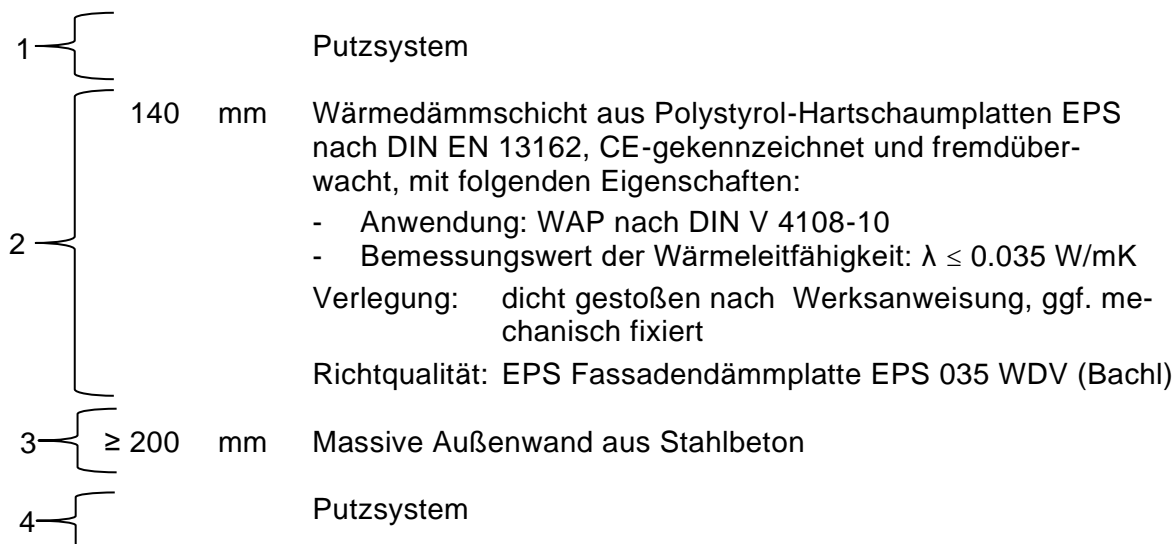 1 Putzsystem
140 mm Wärmedämmschicht aus Polystyrol-Hartschaumplatten EPS
nach DIN EN 13162, CE-gekennzeichnet und fremdüber-
wacht, mit folgenden Eigenschaften:
- Anwendung: WAP nach DIN V 4108-10
2 - Bemessungswert der Wärmeleitfähigkeit: λ ≤ 0.035 W/mK
Verlegung: dicht gestoßen nach Werksanweisung, ggf. me-
chanisch fixiert
Richtqualität: EPS Fassadendämmplatte EPS 035 WDV (Bachl)
3 ≥ 200 mm Massive Außenwand aus Stahlbeton
4 Putzsystem